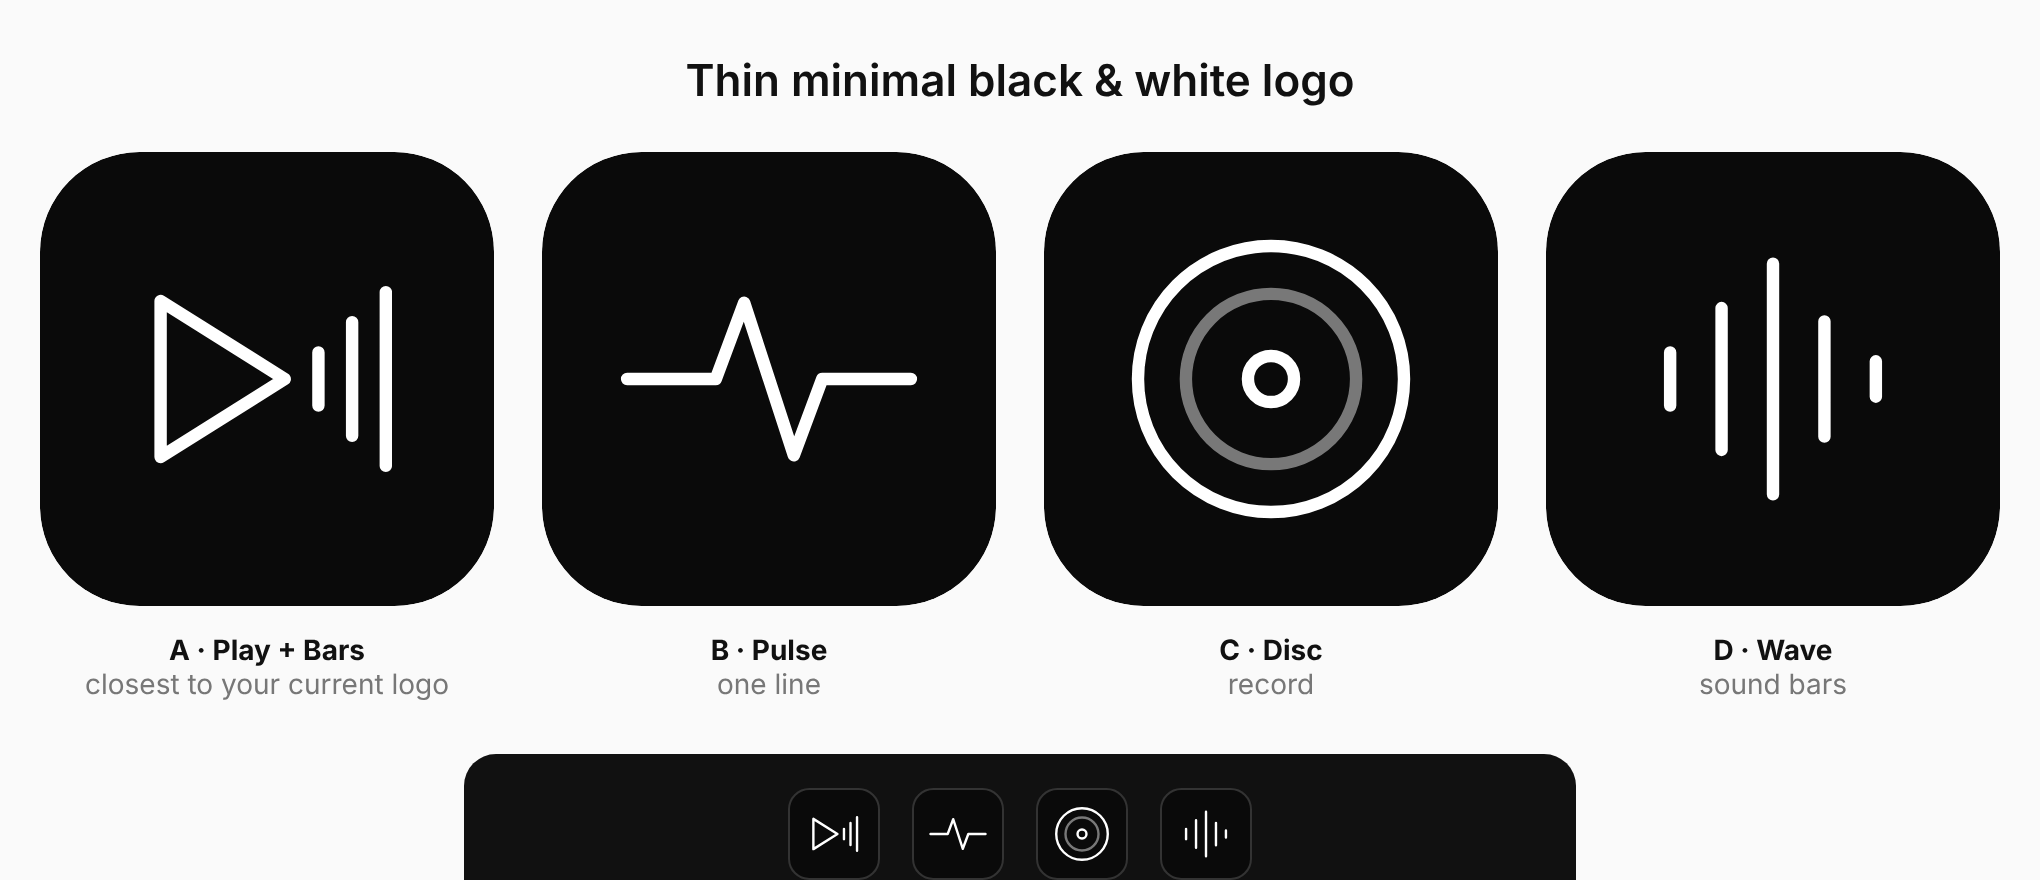 Thin minimal black & white logo
A · Play + Bars
closest to your current logo
B · Pulse
one line
C · Disc
record
D · Wave
sound bars